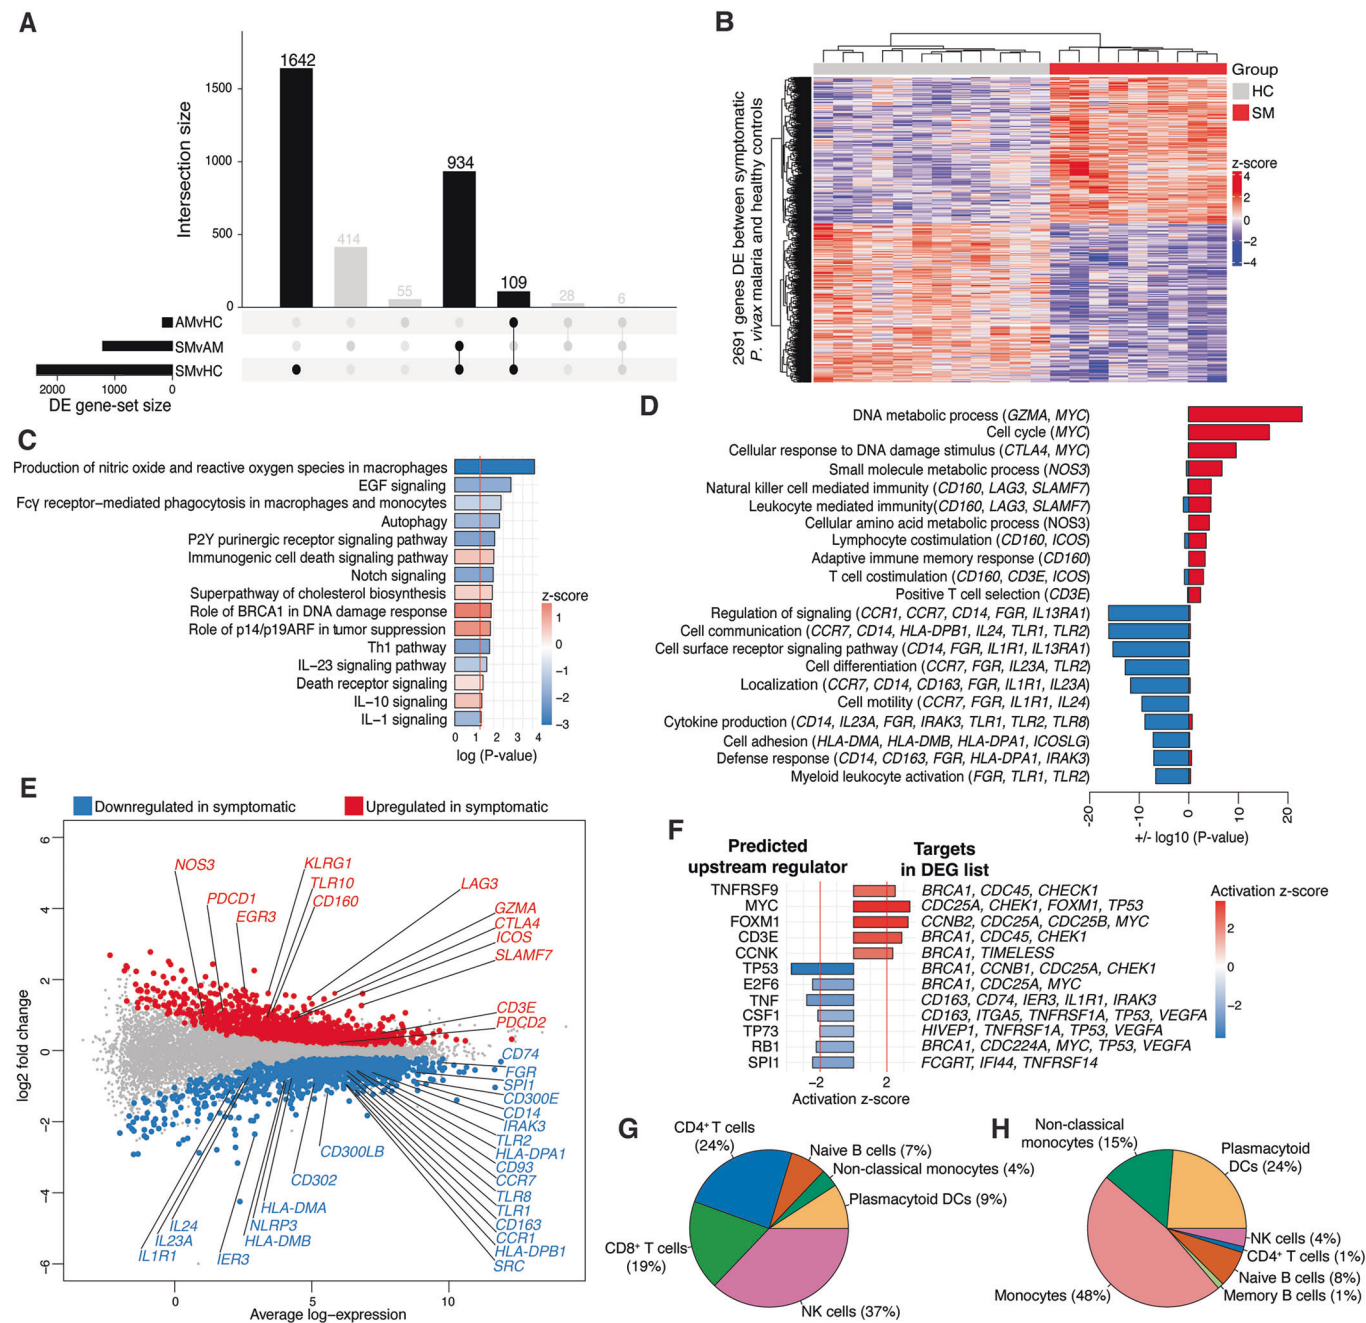 A
Intersection size
1500
1000
500
0
1642
414
55
934
109
28
6
AMvHC
SMvAM
SMvHC
2000
1000
0
DE gene-set size
B
2691 genes DE between symptomatic
P. vivax malaria and healthy controls
Group
HC
SM
z-score
4
2
0
−2
−4
C
Production of nitric oxide and reactive oxygen species in macrophages
EGF signaling
Fcγ receptor−mediated phagocytosis in macrophages and monocytes
Autophagy
P2Y purinergic receptor signaling pathway
Immunogenic cell death signaling pathway
Notch signaling
Superpathway of cholesterol biosynthesis
Role of BRCA1 in DNA damage response
Role of p14/p19ARF in tumor suppression
Th1 pathway
IL−23 signaling pathway
Death receptor signaling
IL−10 signaling
IL−1 signaling
0 1 2 3 4
log (P-value)
z-score
1
0
−1
−2
−3
D
DNA metabolic process (GZMA, MYC)
Cell cycle (MYC)
Cellular response to DNA damage stimulus (CTLA4, MYC)
Small molecule metabolic process (NOS3)
Natural killer cell mediated immunity (CD160, LAG3, SLAMF7)
Leukocyte mediated immunity(CD160, LAG3, SLAMF7)
Cellular amino acid metabolic process (NOS3)
Lymphocyte costimulation (CD160, ICOS)
Adaptive immune memory response (CD160)
T cell costimulation (CD160, CD3E, ICOS)
Positive T cell selection (CD3E)
Regulation of signaling (CCR1, CCR7, CD14, FGR, IL13RA1)
Cell communication (CCR7, CD14, HLA-DPB1, IL24, TLR1, TLR2)
Cell surface receptor signaling pathway (CD14, FGR, IL1R1, IL13RA1)
Cell differentiation (CCR7, FGR, IL23A, TLR2)
Localization (CCR7, CD14, CD163, FGR, IL1R1, IL23A)
Cell motility (CCR7, FGR, IL1R1, IL24)
Cytokine production (CD14, IL23A, FGR, IRAK3, TLR1, TLR2, TLR8)
Cell adhesion (HLA-DMA, HLA-DMB, HLA-DPA1, ICOSLG)
Defense response (CD14, CD163, FGR, HLA-DPA1, IRAK3)
Myeloid leukocyte activation (FGR, TLR1, TLR2)
-20
-10
0
10
20
+/- log10 (P-value)
E
Downregulated in symptomatic
Upregulated in symptomatic
log2 fold change
6
4
2
0
−2
−4
−6
0
5
10
Average log−expression
NOS3
PDCD1
EGR3
KLRG1
TLR10
CD160
LAG3
GZMA
CTLA4
ICOS
SLAMF7
CD3E
PDCD2
CD74
FGR
SPI1
CD300E
CD14
IRAK3
TLR2
HLA-DPA1
CD93
CCR7
TLR8
TLR1
CD163
CCR1
HLA-DPB1
SRC
CD300LB
CD302
HLA-DMA
NLRP3
HLA-DMB
IER3
IL24
IL23A
IL1R1
F
Predicted
upstream regulator
Targets
in DEG list
TNFRSF9
BRCA1, CDC45, CHECK1
MYC
CDC25A, CHEK1, FOXM1, TP53
FOXM1
CCNB2, CDC25A, CDC25B, MYC
CD3E
BRCA1, CDC45, CHEK1
CCNK
BRCA1, TIMELESS
TP53
BRCA1, CCNB1, CDC25A, CHEK1
E2F6
BRCA1, CDC25A, MYC
TNF
CD163, CD74, IER3, IL1R1, IRAK3
CSF1
CD163, ITGA5, TNFRSF1A, TP53, VEGFA
TP73
HIVEP1, TNFRSF1A, TP53, VEGFA
RB1
BRCA1, CDC224A, MYC, TP53, VEGFA
SPI1
FCGRT, IFI44, TNFRSF14
−2
2
Activation z−score
Activation z−score
2
0
−2
G
CD4+ T cells
(24%)
Naive B cells (7%)
Non-classical monocytes (4%)
Plasmacytoid DCs (9%)
CD8+ T cells
(19%)
NK cells (37%)
H
Non-classical
monocytes (15%)
Plasmacytoid
DCs (24%)
NK cells (4%)
CD4+ T cells (1%)
Naive B cells (8%)
Memory B cells (1%)
Monocytes (48%)